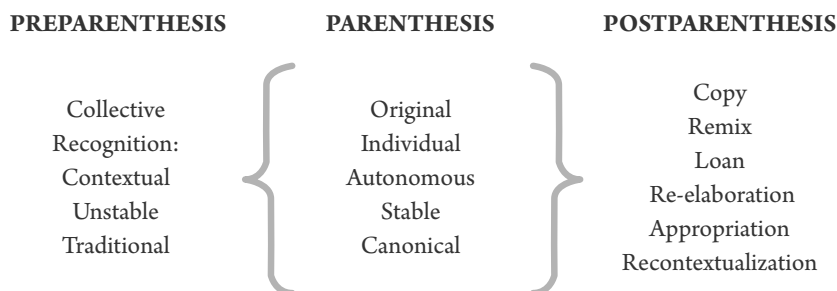 PREPARENTHESIS PARENTHESIS POSTPARENTHESIS
Collective
Recognition:
Contextual
Unstable
Traditional
Original
Individual
Autonomous
Stable
Canonical
Copy
Remix
Loan
Re-elaboration
Appropriation
Recontextualization